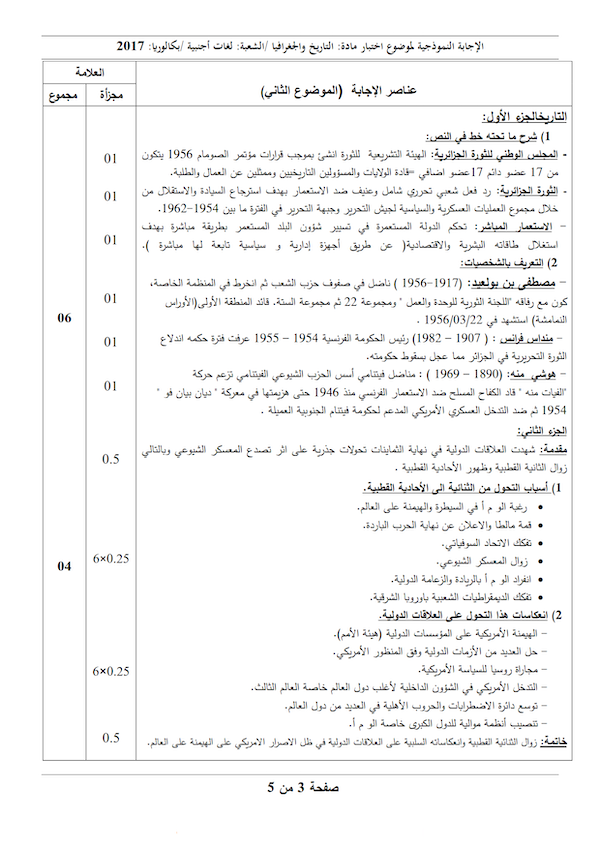 الإجابة النموذجية لموضوع اختبار مادة: التاريخ والجغرافيا /الشعبة: لغات أجنبية /بكالوريا: 2017
العلامة
عناصر الإجابة (الموضوع الثاني)
مجزأة
مجموع
التاريخالجزء الأول:
1) شرح ما تحته خط في النص:
- المجلس الوطني للثورة الجزائرية: الهيئة التشريعية للثورة انشئ بموجب قرارات مؤتمر الصومام 1956 يتكون
01
من 17 عضو دائم 17عضو اضافي =قادة الولايات والمسؤولين التاريخيين وممثلين عن العمال والطلبة.
- الثورة الجزائرية: رد فعل شعبي تحرري شامل وعنيف ضد الاستعمار بهدف استرجاع السيادة والاستقلال من
01
خلال مجموع العمليات العسكرية والسياسية لجيش التحرير وجبهة التحرير في الفترة ما بين 1954-1962.
– الاستعمار المباشر: تحكم الدولة المستعمرة في تسيير شؤون البلد المستعمر بطريقة مباشرة بهدف
01
استغلال طاقاته البشرية والاقتصادية( عن طريق أجهزة إدارية و سياسية تابعة لها مباشرة ).
2) التعريف بالشخصيات:
– مصطفى بن بولعيد: (1917-1956 ) ناضل في صفوف حزب الشعب ثم انخرط في المنظمة الخاصة،
01
كون مع رفاقه "اللجنة الثورية للوحدة والعمل " ومجموعة 22 ثم مجموعة الستة. قائد المنطقة الأولى(الأوراس
06
النمامشة) استشهد في 1956/03/22 .
– منداس فرانس : ( 1907 – 1982) رئيس الحكومة الفرنسية 1954 – 1955 عرفت فترة حكمه اندلاع
01
الثورة التحريرية في الجزائر مما عجل بسقوط حكومته.
– هوشي منه: (1890 – 1969 ) : مناضل فيتنامي أسس الحزب الشيوعي الفيتنامي تزعم حركة
01
"الفيات منه " قاد الكفاح المسلح ضد الاستعمار الفرنسي منذ 1946 حتى هزيمتها في معركة " ديان بيان فو "
1954 ثم ضد التدخل العسكري الأمريكي المدعم لحكومة فيتنام الجنوبية العميلة .
الجزء الثاني:
مقدمة: شهدت العلاقات الدولية في نهاية الثماينات تحولات جذرية على اثر تصدع المعسكر الشيوعي وبالتالي
0.5
زوال الثانية القطبية وظهور الأحادية القطبية .
1) أسباب التحول من الثنائية الى الأحادية القطبية.
• رغبة الو م أ في السيطرة والهيمنة على العالم.
• قمة مالطا والاعلان عن نهاية الحرب الباردة.
• تفكك الاتحاد السوفياتي.
• زوال المعسكر الشيوعي.
6×0.25
04
• انفراد الو م أ بالريادة والزعامة الدولية.
• تفكك الديمقراطيات الشعبية باوروبا الشرقية.
2) إنعكاسات هذا التحول على العلاقات الدولية.
– الهيمنة الأمريكية على المؤسسات الدولية (هيئة الأمم).
– حل العديد من الأزمات الدولية وفق المنظور الأمريكي.
– مجاراة روسيا للسياسة الأمريكية.
6×0.25
– التدخل الأمريكي في الشؤون الداخلية لأغلب دول العالم خاصة العالم الثالث.
– توسع دائرة الاضطرابات والحروب الأهلية في العديد من دول العالم.
– تتصيب أنظمة موالية للدول الكبرى خاصة الو م أ.
0.5
خاتمة: زوال الثنائية القطبية وانعكاساته السلبية على العلاقات الدولية في ظل الاصرار الامريكي على الهيمنة على العالم.
صفحة 3 من 5